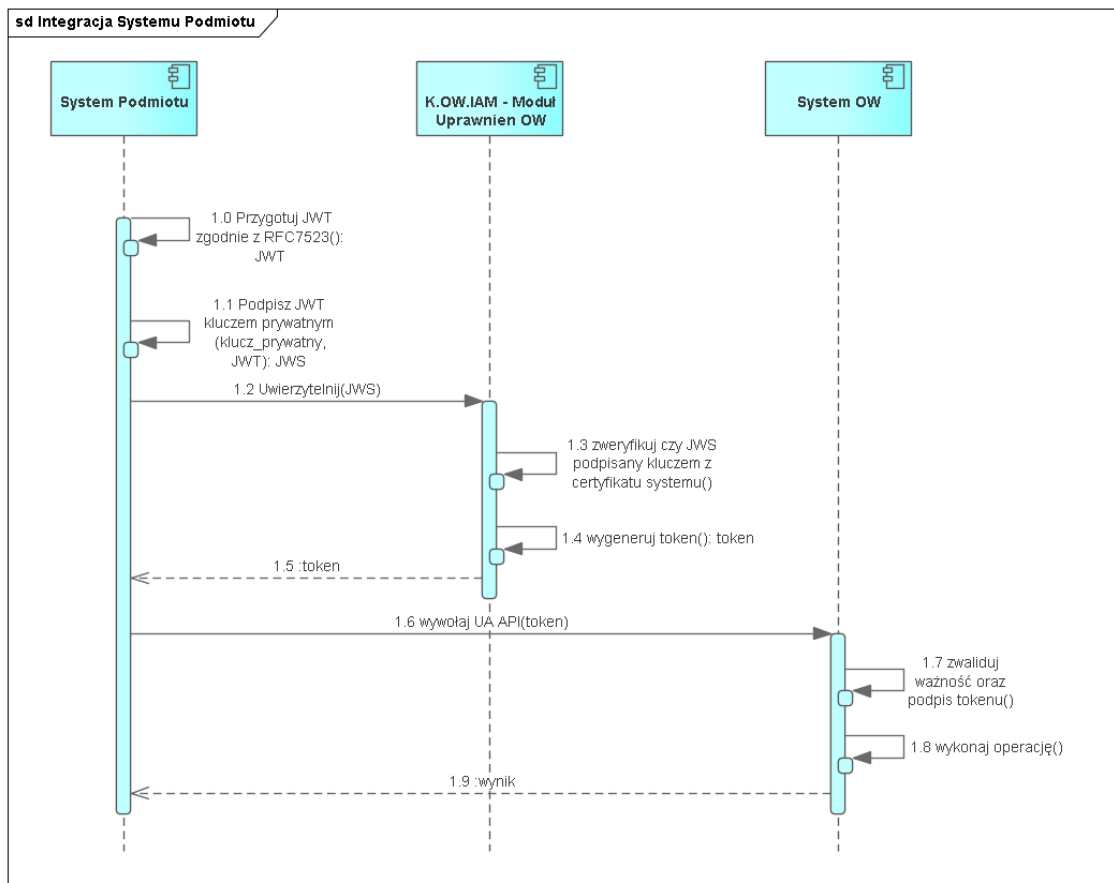 sd Integracja Systemu Podmiotu
System Podmiotu
K.OW.IAM - Moduł
Uprawnien OW
System OW
1.0 Przygotuj JWT
zgodnie z RFC7523():
JWT
1.1 Podpisz JWT
kluczem prywatnym
(klucz_prywatny,
JWT): JWS
1.2 Uwierzytelnij(JWS)
1.3 zweryfikuj czy JWS
podpisany kluczem z
certyfikatu systemu()
1.4 wygeneruj token(): token
1.5 :token
1.6 wywołaj UA API(token)
1.7 zwaliduj
ważność oraz
podpis tokenu()
1.8 wykonaj operację()
1.9 :wynik